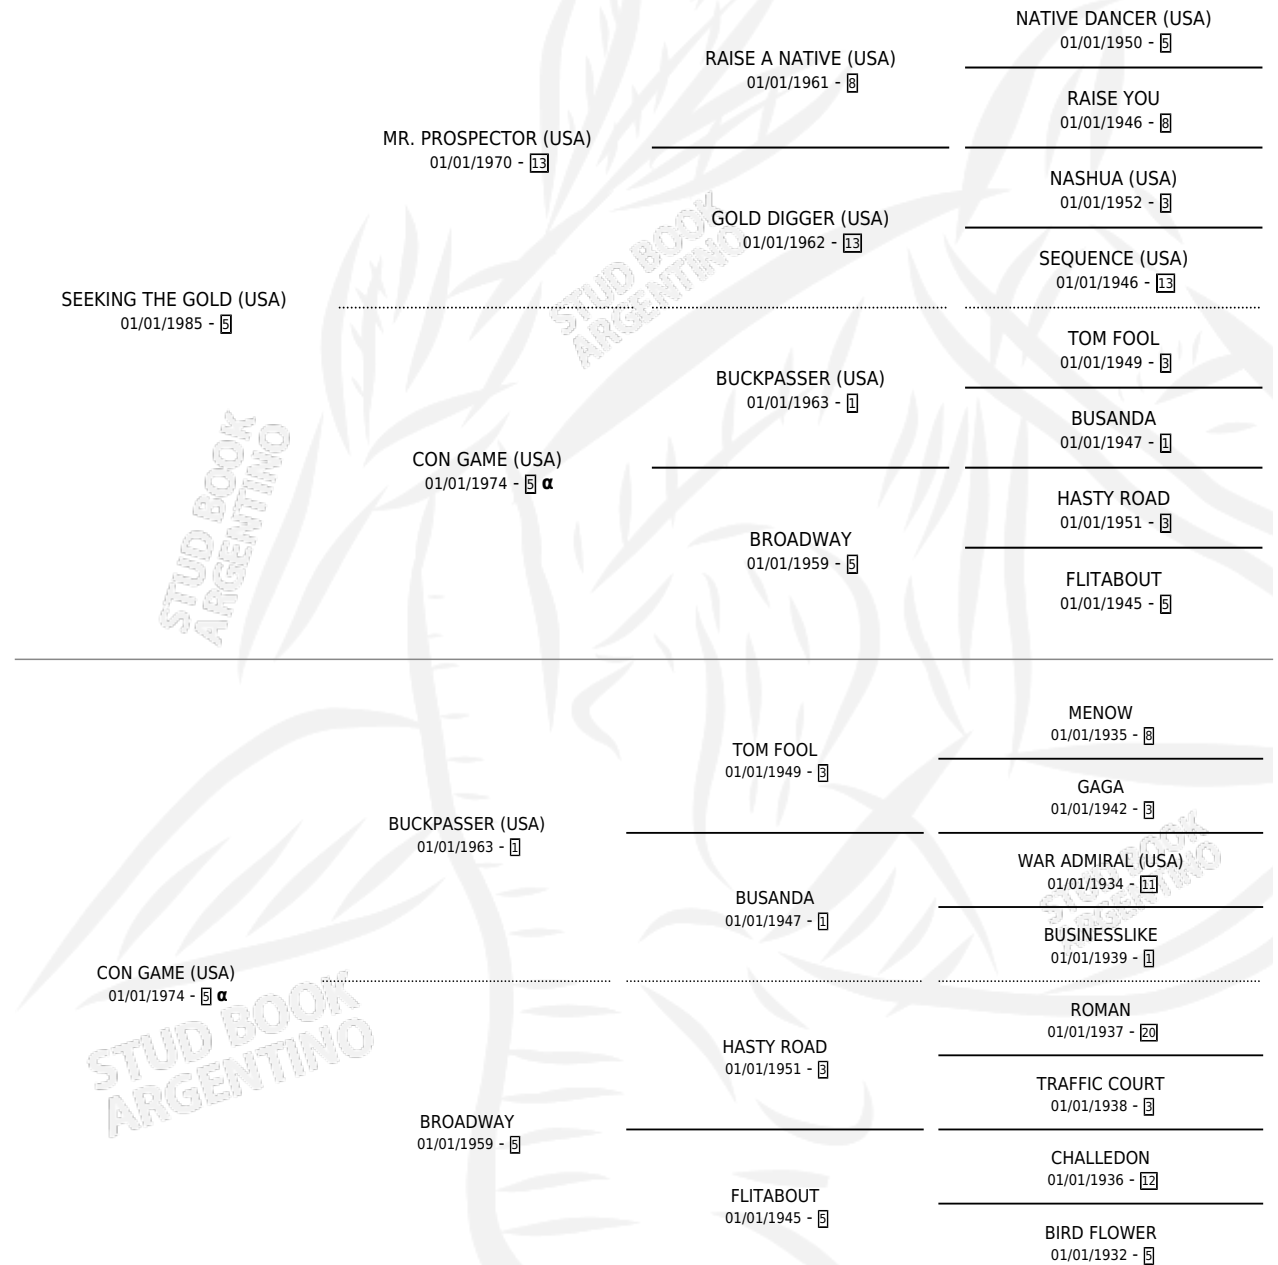 NATIVE DANCER (USA)
01/01/1950 - 5
RAISE A NATIVE (USA)
01/01/1961 - 8
RAISE YOU
01/01/1946 - 8
MR. PROSPECTOR (USA)
01/01/1970 - 13
NASHUA (USA)
01/01/1952 - 3
GOLD DIGGER (USA)
01/01/1962 - 13
SEQUENCE (USA)
01/01/1946 - 13
SEEKING THE GOLD (USA)
01/01/1985 - 5
TOM FOOL
01/01/1949 - 3
BUCKPASSER (USA)
01/01/1963 - 1
BUSANDA
01/01/1947 - 1
CON GAME (USA)
01/01/1974 - 5 α
HASTY ROAD
01/01/1951 - 3
BROADWAY
01/01/1959 - 5
FLITABOUT
01/01/1945 - 5
STUD BOOK
ARGENTINO
STUD BOOK
ARGENTINO
MENOW
01/01/1935 - 8
TOM FOOL
01/01/1949 - 3
GAGA
01/01/1942 - 3
BUCKPASSER (USA)
01/01/1963 - 1
WAR ADMIRAL (USA)
01/01/1934 - 11
BUSANDA
01/01/1947 - 1
BUSINESSLIKE
01/01/1939 - 1
CON GAME (USA)
01/01/1974 - 5 α
ROMAN
01/01/1937 - 20
HASTY ROAD
01/01/1951 - 3
TRAFFIC COURT
01/01/1938 - 3
BROADWAY
01/01/1959 - 5
CHALLEDON
01/01/1936 - 12
FLITABOUT
01/01/1945 - 5
BIRD FLOWER
01/01/1932 - 5
STUD BOOK
ARGENTINO
STUD BOOK
ARGENTINO